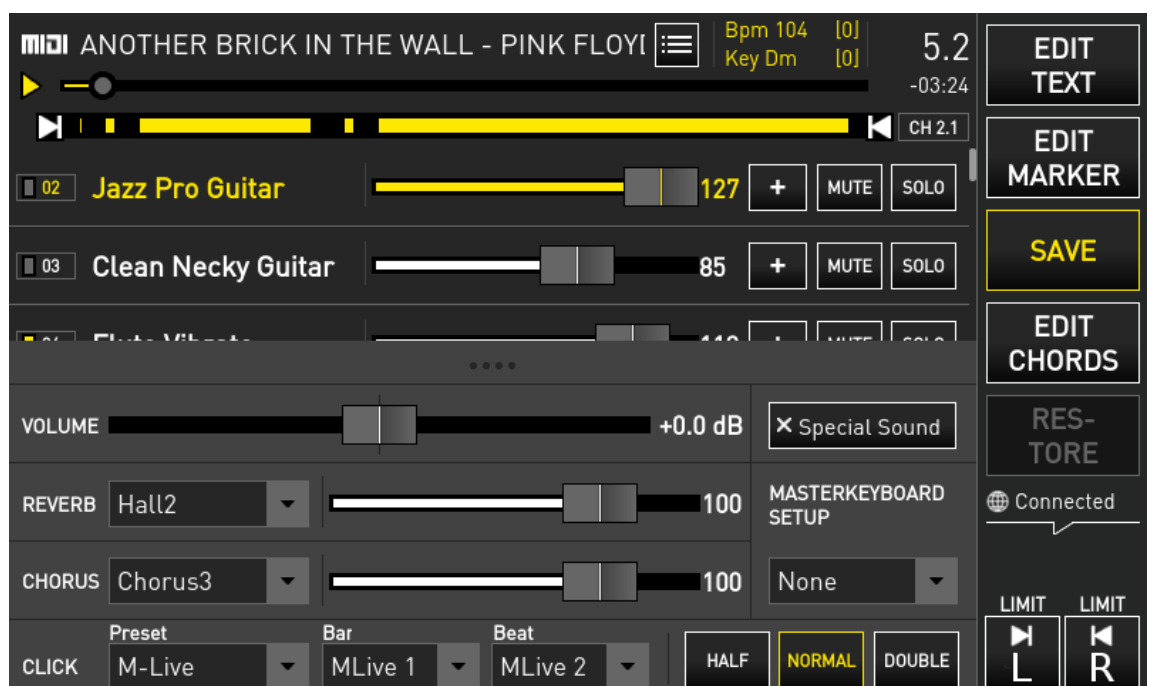 MIDI ANOTHER BRICK IN THE WALL - PINK FLOY
Bpm 104 [0]
Key Dm [0]
5.2
-03:24
CH 2.1
02 Jazz Pro Guitar 127 + MUTE SOLO
03 Clean Necky Guitar 85 + MUTE SOLO
VOLUME +0.0 dB × Special Sound
REVERB Hall2 100 MASTERKEYBOARD
SETUP
CHORUS Chorus3 100 None
Preset Bar Beat
CLICK M-Live MLive 1 MLive 2 HALF NORMAL DOUBLE
EDIT
TEXT
EDIT
MARKER
SAVE
EDIT
CHORDS
RES-
TORE
Connected
LIMIT LIMIT
L R